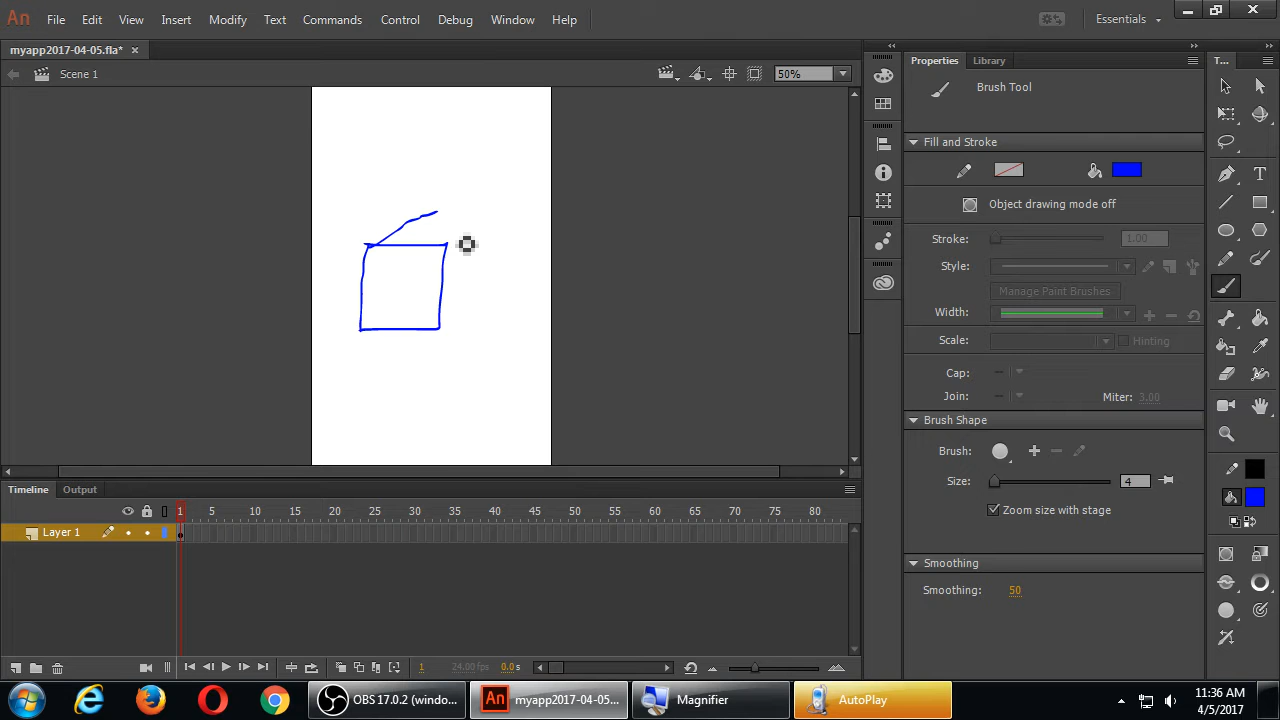 An File Edit View Insert Modify Text Commands Control Debug Window Help Essentials
myapp2017-04-05.fla* ×
Scene 1 50%
Properties Library T...
Brush Tool
Fill and Stroke
Object drawing mode off
Stroke: 1.00
Style:
Manage Paint Brushes
Width:
Scale: Hinting
Cap:
Join: Miter: 3.00
Brush Shape
Brush:
Size: 4
Zoom size with stage
Smoothing
Smoothing: 50
Timeline Output
1 5 10 15 20 25 30 35 40 45 50 55 60 65 70 75 80
Layer 1
1 24.00 fps 0.0 s
OBS 17.0.2 (windo... An myapp2017-04-05... Magnifier AutoPlay
11:36 AM
4/5/2017